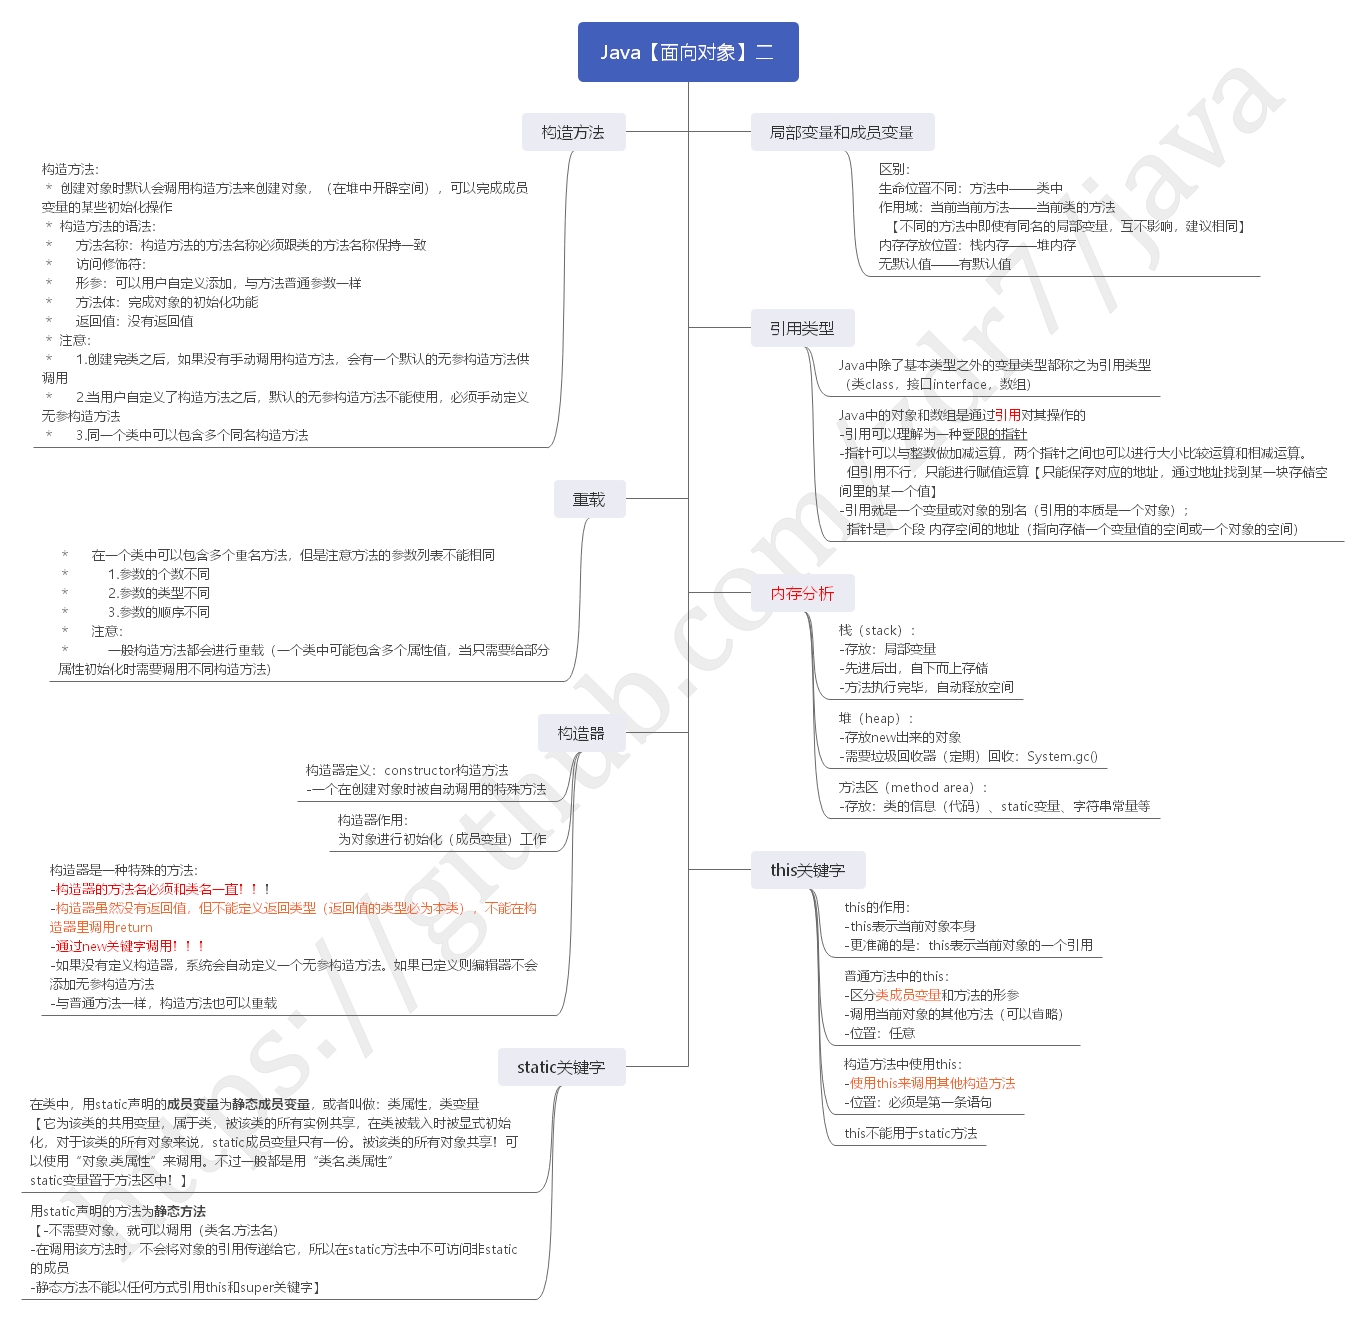 Java【面向对象】二
构造方法
构造方法：
* 创建对象时默认会调用构造方法来创建对象，（在堆中开辟空间），可以完成成员
变量的某些初始化操作
* 构造方法的语法：
* 方法名称：构造方法的方法名称必须跟类的方法名称保持一致
* 访问修饰符：
* 形参：可以用户自定义添加，与方法普通参数一样
* 方法体：完成对象的初始化功能
* 返回值：没有返回值
* 注意：
* 1.创建完类之后，如果没有手动调用构造方法，会有一个默认的无参构造方法供
调用
* 2.当用户自定义了构造方法之后，默认的无参构造方法不能使用，必须手动定义
无参构造方法
* 3.同一个类中可以包含多个同名构造方法
重载
* 在一个类中可以包含多个重名方法，但是注意方法的参数列表不能相同
* 1.参数的个数不同
* 2.参数的类型不同
* 3.参数的顺序不同
* 注意：
* 一般构造方法都会进行重载（一个类中可能包含多个属性值，当只需要给部分
属性初始化时需要调用不同构造方法）
构造器
构造器定义：constructor构造方法
-一个在创建对象时被自动调用的特殊方法
构造器作用：
为对象进行初始化（成员变量）工作
构造器是一种特殊的方法：
-构造器的方法名必须和类名一直！！！
-构造器虽然没有返回值，但不能定义返回类型（返回值的类型必为本类），不能在构
造器里调用return
-通过new关键字调用！！！
-如果没有定义构造器，系统会自动定义一个无参构造方法。如果已定义则编辑器不会
添加无参构造方法
-与普通方法一样，构造方法也可以重载
static关键字
在类中，用static声明的成员变量为静态成员变量，或者叫做：类属性，类变量
【它为该类的共用变量，属于类，被该类的所有实例共享，在类被载入时被显式初始
化，对于该类的所有对象来说，static成员变量只有一份。被该类的所有对象共享！可
以使用“对象.类属性”来调用。不过一般都是用“类名.类属性”
static变量置于方法区中！】
用static声明的方法为静态方法
【-不需要对象，就可以调用（类名.方法名）
-在调用该方法时，不会将对象的引用传递给它，所以在static方法中不可访问非static
的成员
-静态方法不能以任何方式引用this和super关键字】
局部变量和成员变量
区别：
生命位置不同：方法中——类中
作用域：当前当前方法——当前类的方法
【不同的方法中即使有同名的局部变量，互不影响，建议相同】
内存存放位置：栈内存——堆内存
无默认值——有默认值
引用类型
Java中除了基本类型之外的变量类型都称之为引用类型
（类class，接口interface，数组）
Java中的对象和数组是通过引用对其操作的
-引用可以理解为一种受限的指针
-指针可以与整数做加减运算，两个指针之间也可以进行大小比较运算和相减运算。
但引用不行，只能进行赋值运算【只能保存对应的地址，通过地址找到某一块存储空
间里的某一个值】
-引用就是一个变量或对象的别名（引用的本质是一个对象）；
指针是一个段 内存空间的地址（指向存储一个变量值的空间或一个对象的空间）
内存分析
栈（stack）：
-存放：局部变量
-先进后出，自下而上存储
-方法执行完毕，自动释放空间
堆（heap）：
-存放new出来的对象
-需要垃圾回收器（定期）回收：System.gc()
方法区（method area）：
-存放：类的信息（代码）、static变量、字符串常量等
this关键字
this的作用：
-this表示当前对象本身
-更准确的是：this表示当前对象的一个引用
普通方法中的this：
-区分类成员变量和方法的形参
-调用当前对象的其他方法（可以省略）
-位置：任意
构造方法中使用this：
-使用this来调用其他构造方法
-位置：必须是第一条语句
this不能用于static方法
https://github.com/zdr7/java